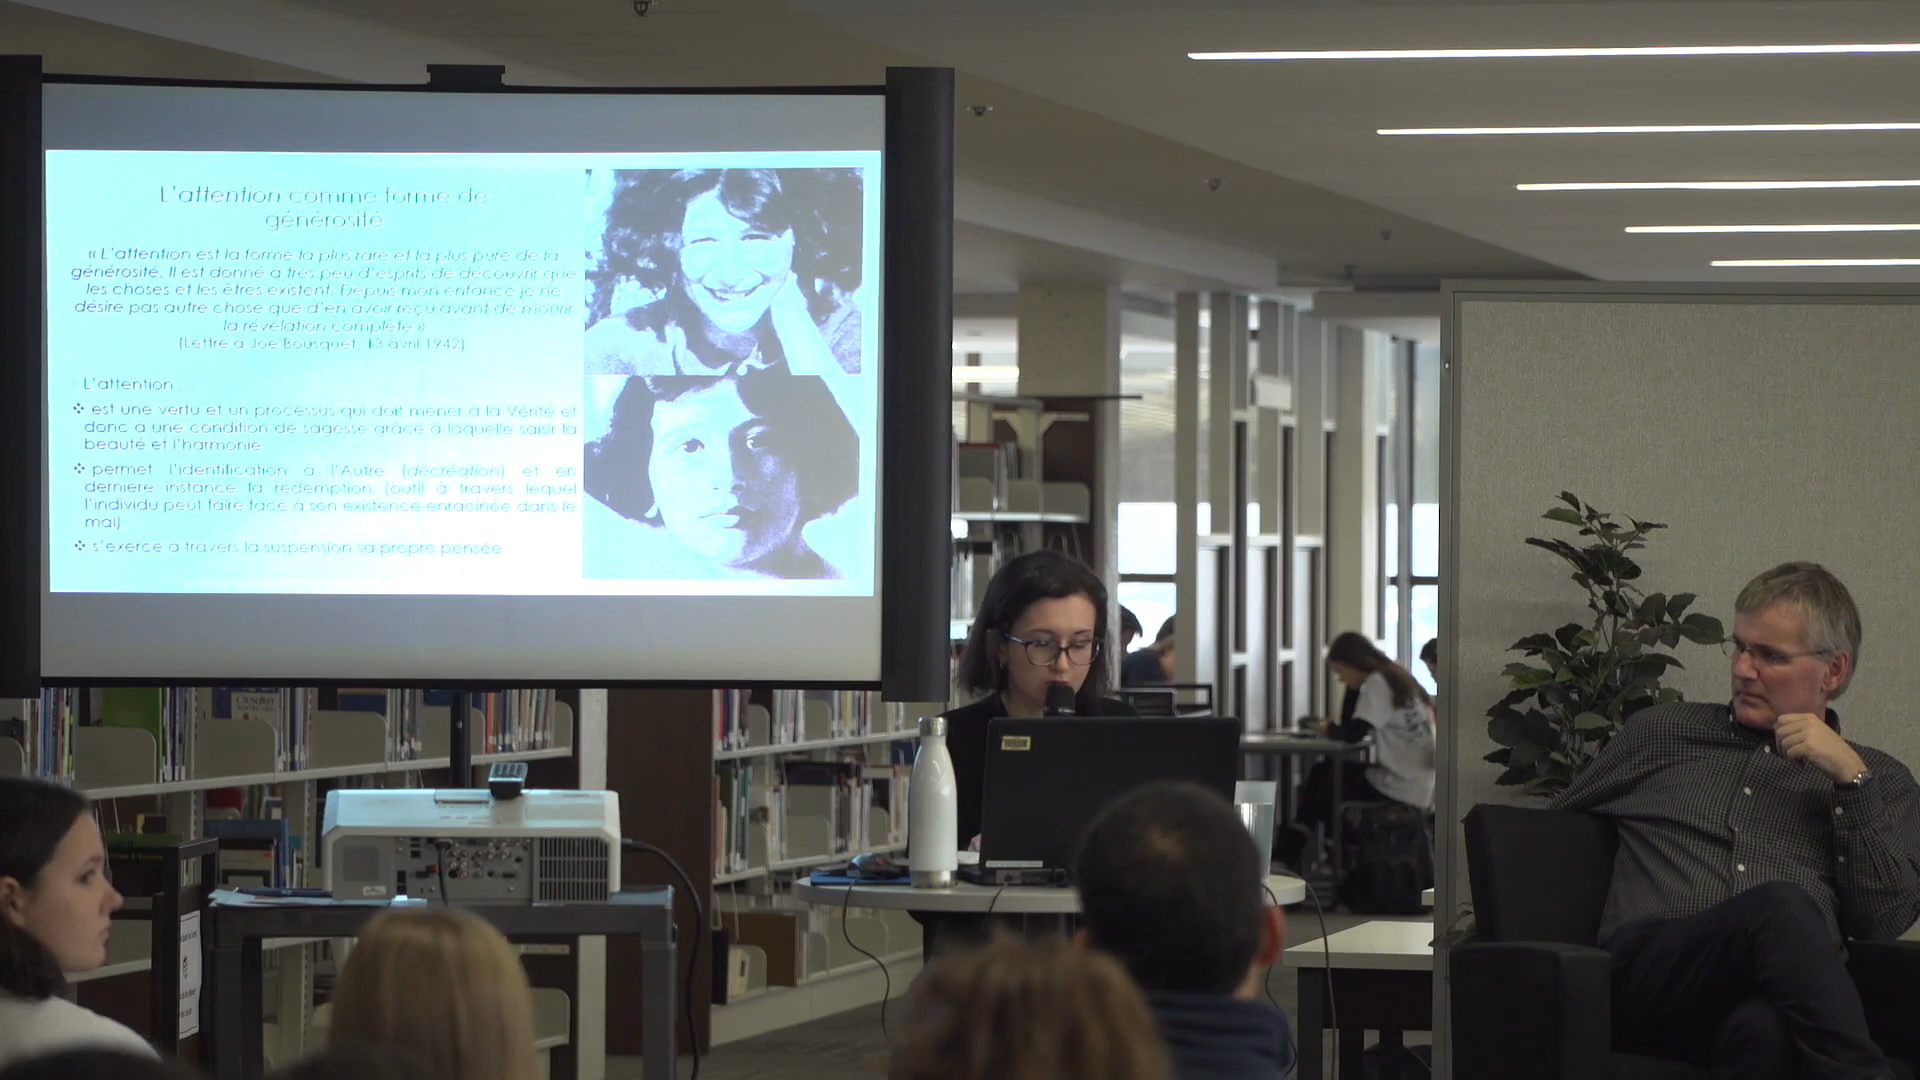 L'attention comme forme de
générosité
« L'attention est la forme la plus rare et la plus pure de la
générosité. Il est donné à très peu d'esprits de découvrir que
les choses et les êtres existent. Depuis mon enfance je ne
désire pas autre chose que d'en avoir reçu avant de mourir
la révélation complète »
(Lettre à Joe Bousquet, 13 avril 1942)
L'attention . .
❖ est une vertu et un processus qui doit mener à la Vérité et
donc à une condition de sagesse grâce à laquelle saisir la
beauté et l'harmonie
❖ permet l'identification à l'Autre (décréation) et en
dernière instance la rédemption (outil à travers lequel
l'individu peut faire face à son existence enracinée dans le
mal)
❖ s'exerce à travers la suspension sa propre pensée